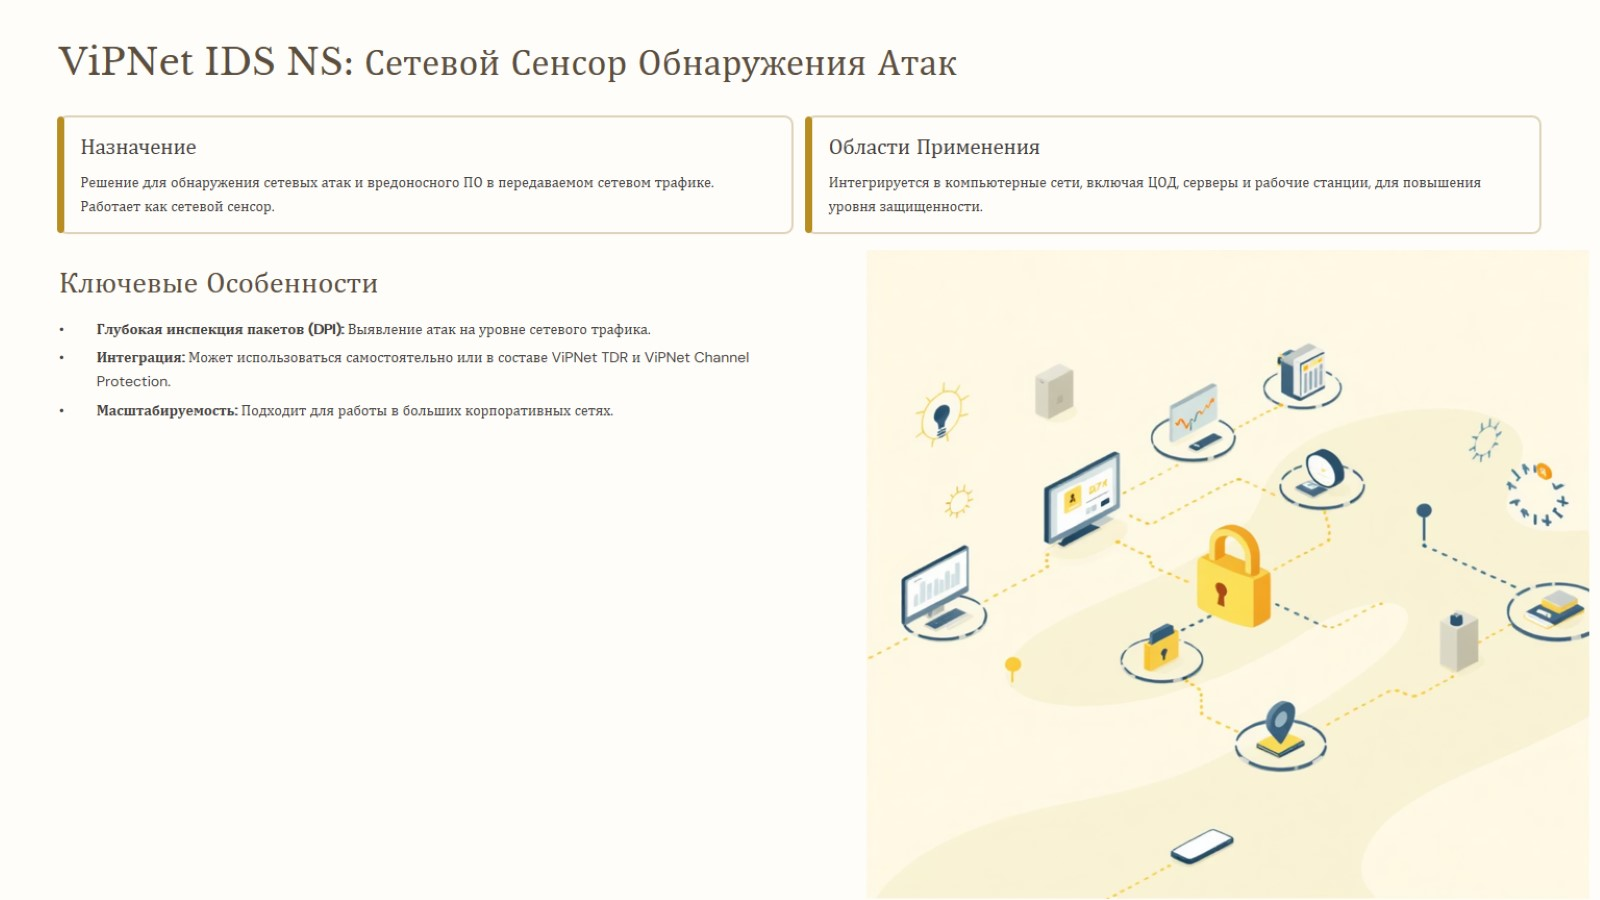 ViPNet IDS NS: Сетевой Сенсор Обнаружения Атак
Назначение
Решение для обнаружения сетевых атак и вредоносного ПО в передаваемом сетевом трафике.
Работает как сетевой сенсор.
Области Применения
Интегрируется в компьютерные сети, включая ЦОД, серверы и рабочие станции, для повышения
уровня защищенности.
Ключевые Особенности
• Глубокая инспекция пакетов (DPI): Выявление атак на уровне сетевого трафика.
• Интеграция: Может использоваться самостоятельно или в составе ViPNet TDR и ViPNet Channel
Protection.
• Масштабируемость: Подходит для работы в больших корпоративных сетях.